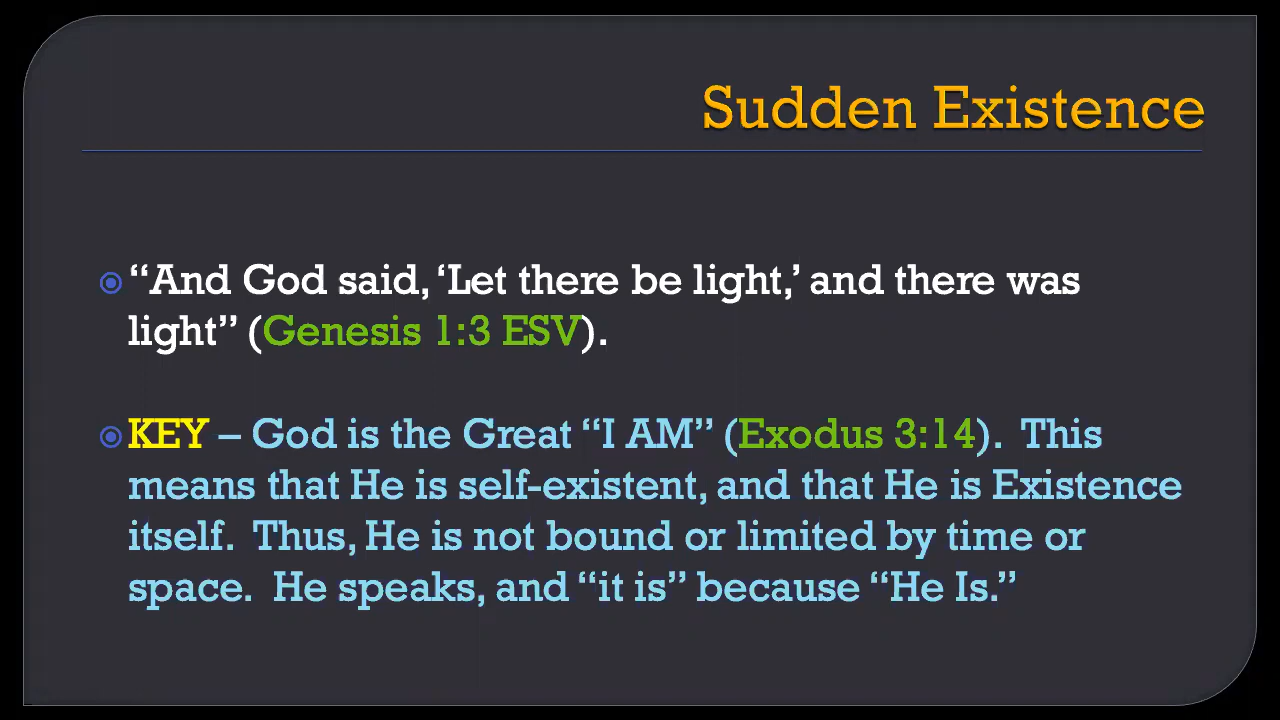 Sudden Existence
“And God said, ‘Let there be light,’ and there was
light” (Genesis 1:3 ESV).
KEY – God is the Great “I AM” (Exodus 3:14).  This
means that He is self-existent, and that He is Existence
itself.  Thus, He is not bound or limited by time or
space.  He speaks, and “it is” because “He Is.”